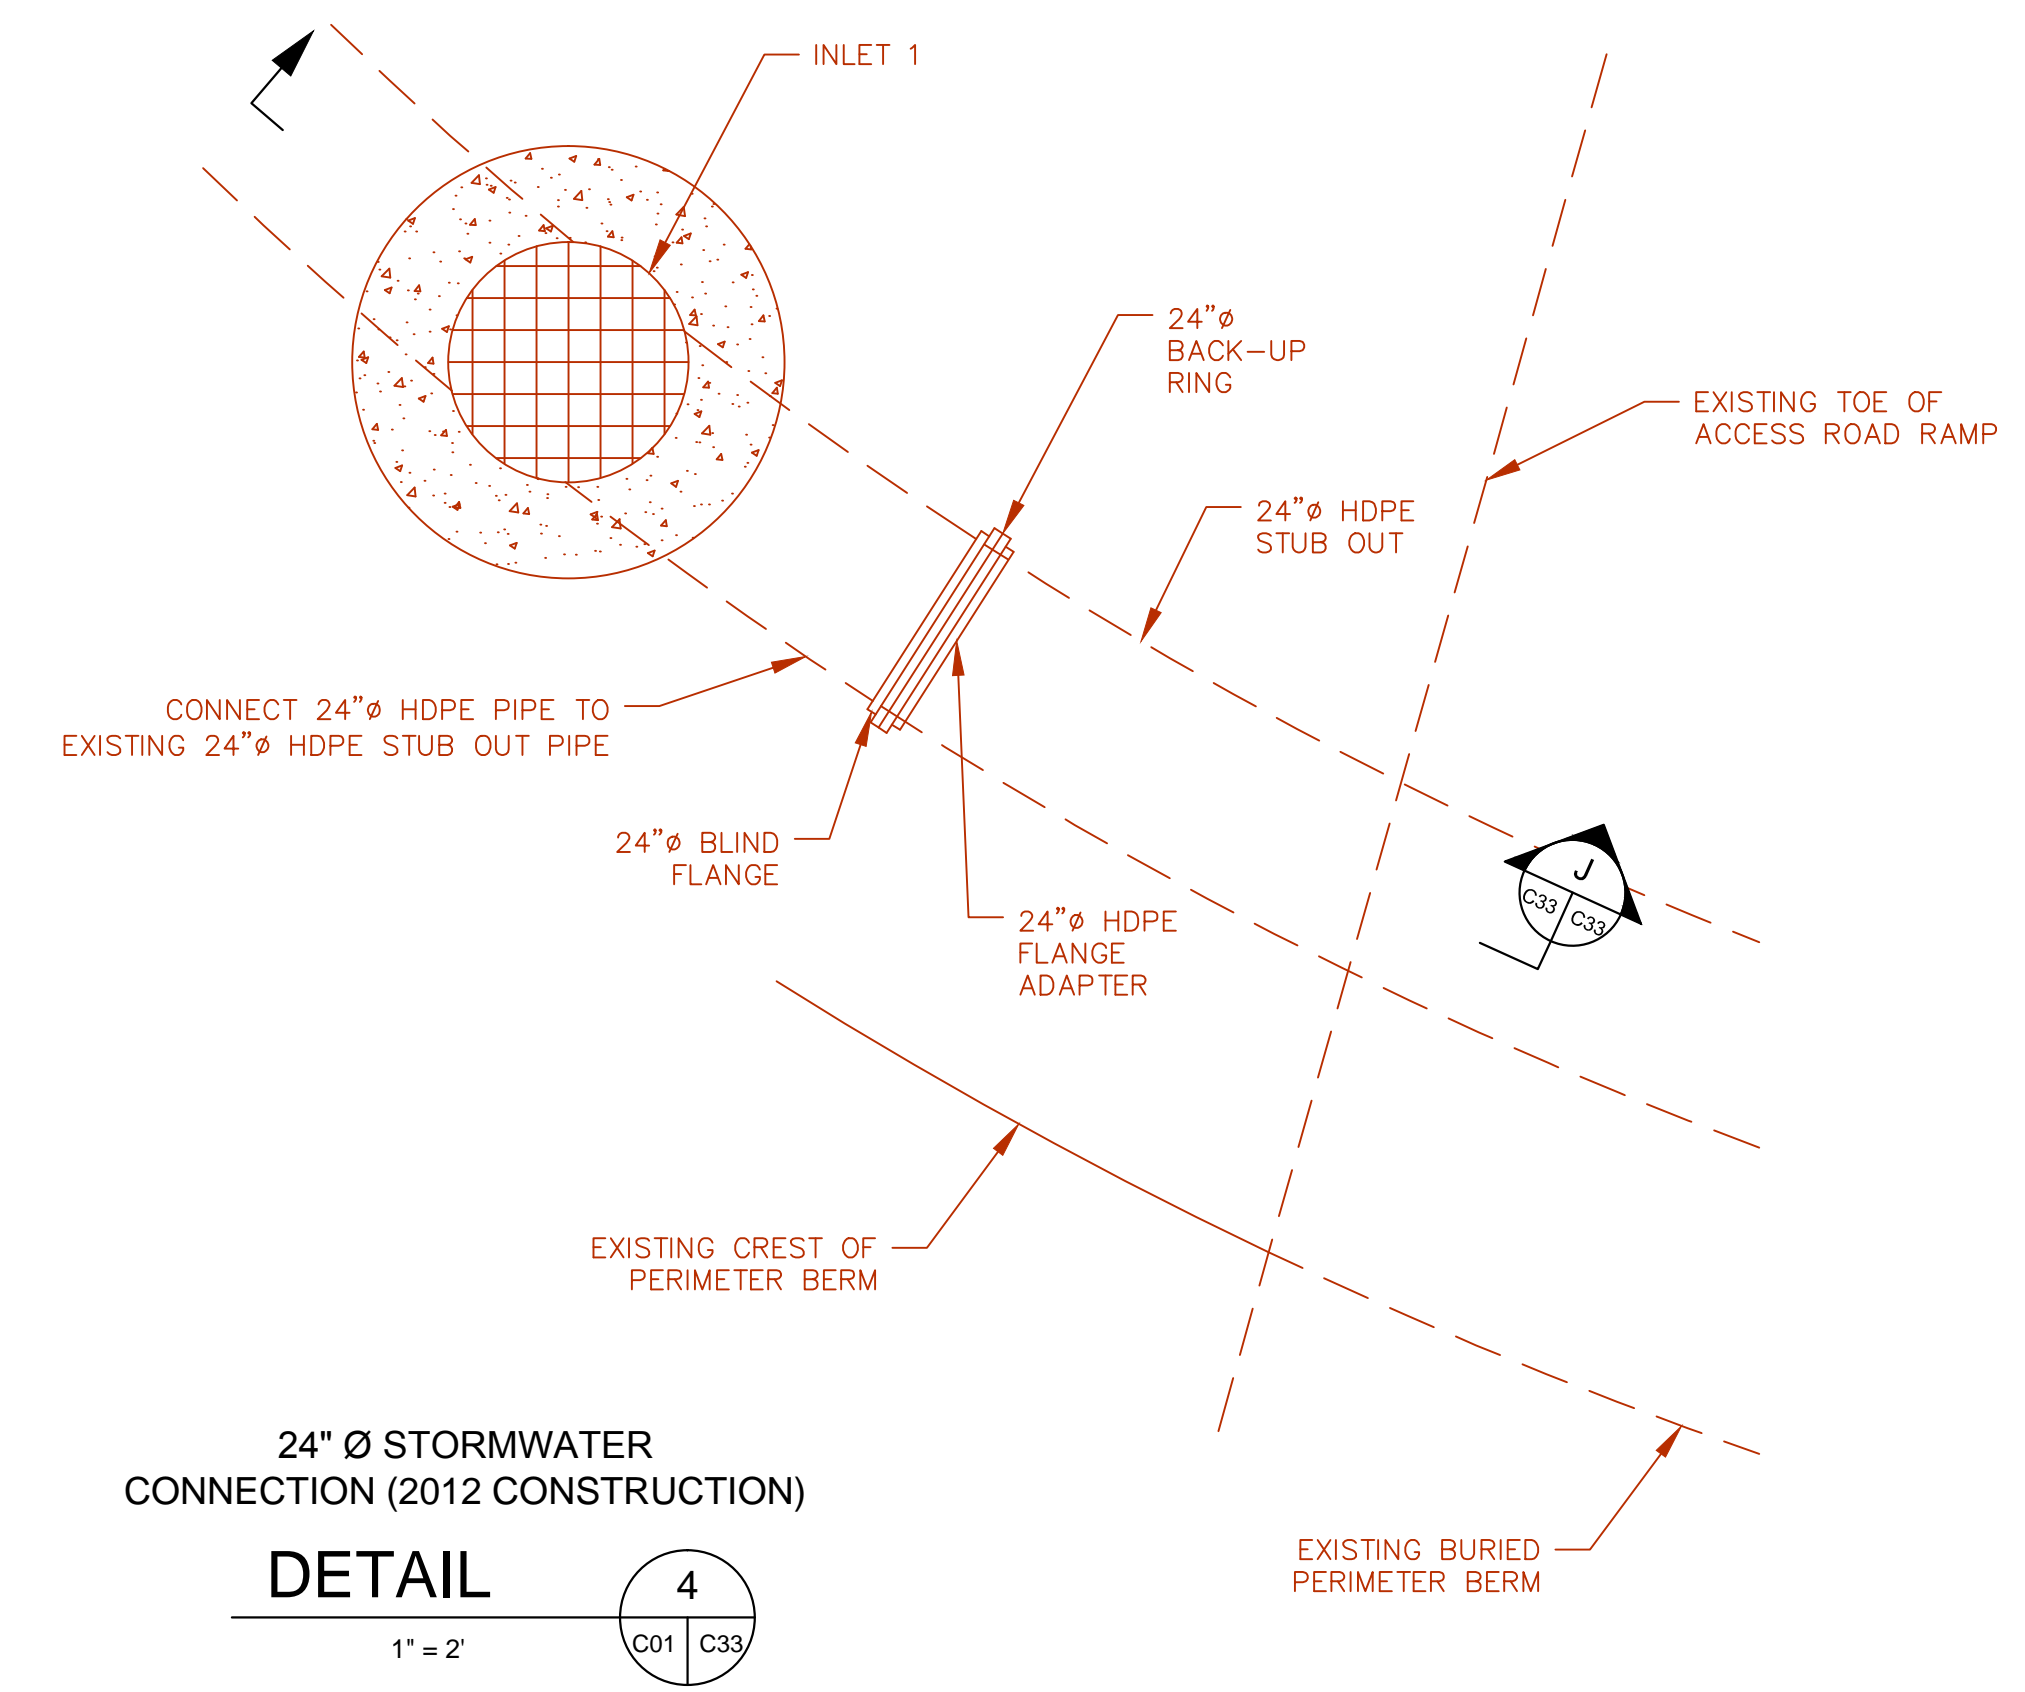 INLET 1
24"ø
BACK-UP
RING
EXISTING TOE OF
ACCESS ROAD RAMP
24"ø HDPE
STUB OUT
CONNECT 24"ø HDPE PIPE TO
EXISTING 24"ø HDPE STUB OUT PIPE
24"ø BLIND
FLANGE
J
C33
C33
24"ø HDPE
FLANGE
ADAPTER
EXISTING CREST OF
PERIMETER BERM
24" Ø STORMWATER
CONNECTION (2012 CONSTRUCTION)
EXISTING BURIED
PERIMETER BERM
DETAIL
4
1" = 2'
C01
C33